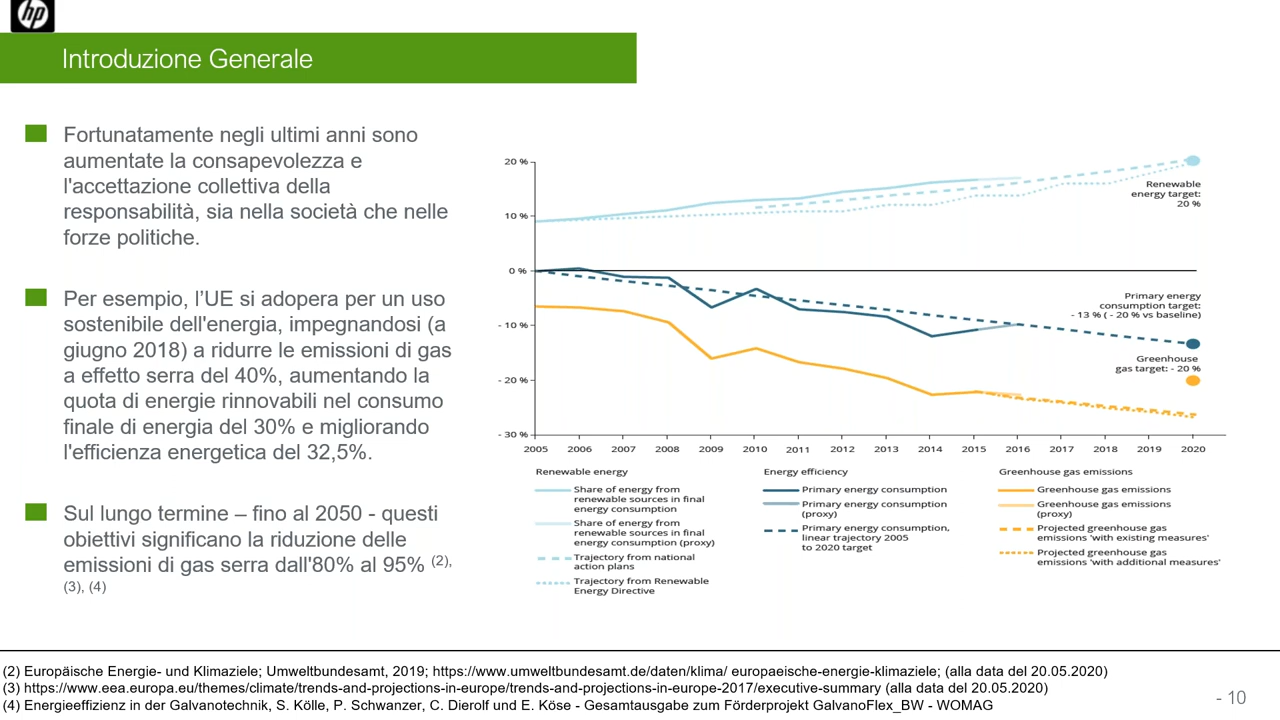 hp
Introduzione Generale
Fortunatamente negli ultimi anni sono
aumentate la consapevolezza e
l'accettazione collettiva della
responsabilità, sia nella società che nelle
forze politiche.
Per esempio, l’UE si adopera per un uso
sostenibile dell'energia, impegnandosi (a
giugno 2018) a ridurre le emissioni di gas
a effetto serra del 40%, aumentando la
quota di energie rinnovabili nel consumo
finale di energia del 30% e migliorando
l'efficienza energetica del 32,5%.
Sul lungo termine – fino al 2050 - questi
obiettivi significano la riduzione delle
emissioni di gas serra dall'80% al 95% (2),
(3), (4)
20 %
10 %
0 %
- 10 %
- 20 %
- 30 %
Renewable
energy target:
20 %
Primary energy
consumption target:
- 13 % ( - 20 % vs baseline)
Greenhouse
gas target: - 20 %
2005 2006 2007 2008 2009 2010 2011 2012 2013 2014 2015 2016 2017 2018 2019 2020
Renewable energy
Share of energy from
renewable sources in final
energy consumption
Share of energy from
renewable sources in final
energy consumption (proxy)
Trajectory from national
action plans
Trajectory from Renewable
Energy Directive
Energy efficiency
Primary energy consumption
Primary energy consumption
(proxy)
Primary energy consumption,
linear trajectory 2005
to 2020 target
Greenhouse gas emissions
Greenhouse gas emissions
Greenhouse gas emissions
(proxy)
Projected greenhouse gas
emissions 'with existing measures'
Projected greenhouse gas
emissions 'with additional measures'
(2) Europäische Energie- und Klimaziele; Umweltbundesamt, 2019; https://www.umweltbundesamt.de/daten/klima/ europaeische-energie-klimaziele; (alla data del 20.05.2020)
(3) https://www.eea.europa.eu/themes/climate/trends-and-projections-in-europe/trends-and-projections-in-europe-2017/executive-summary (alla data del 20.05.2020)
(4) Energieeffizienz in der Galvanotechnik, S. Kölle, P. Schwanzer, C. Dierolf und E. Köse - Gesamtausgabe zum Förderprojekt GalvanoFlex_BW - WOMAG
- 10